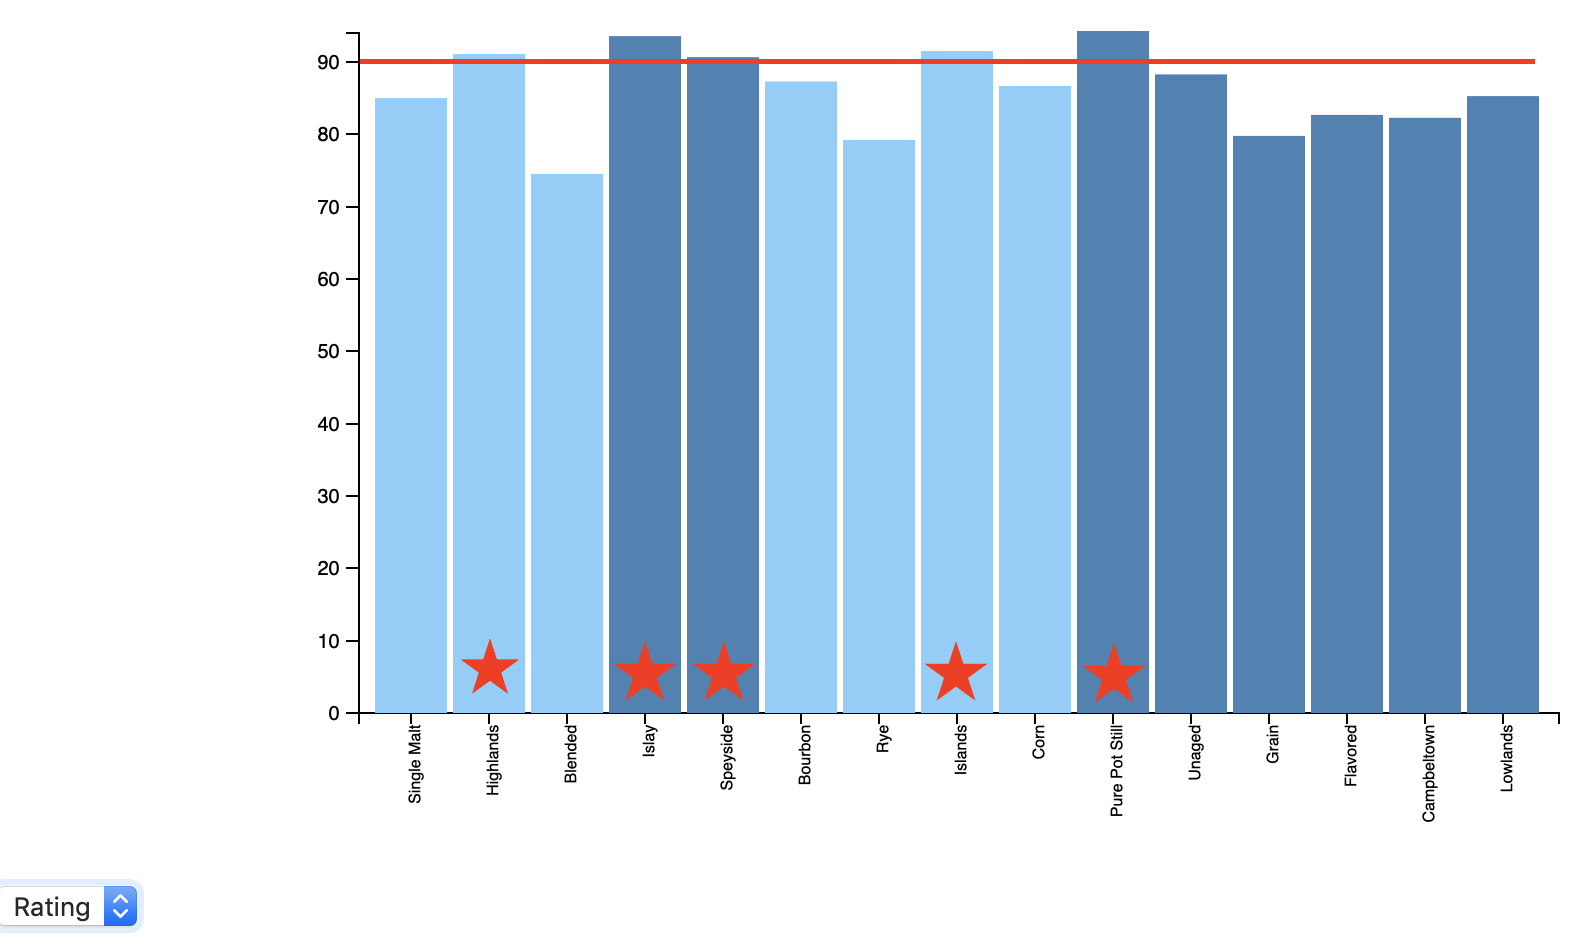 90
80
70
60
50
40
30
20
10
0
Single Malt
Highlands
Blended
Islay
Speyside
Bourbon
Rye
Islands
Corn
Pure Pot Still
Unaged
Grain
Flavored
Campbeltown
Lowlands
Rating